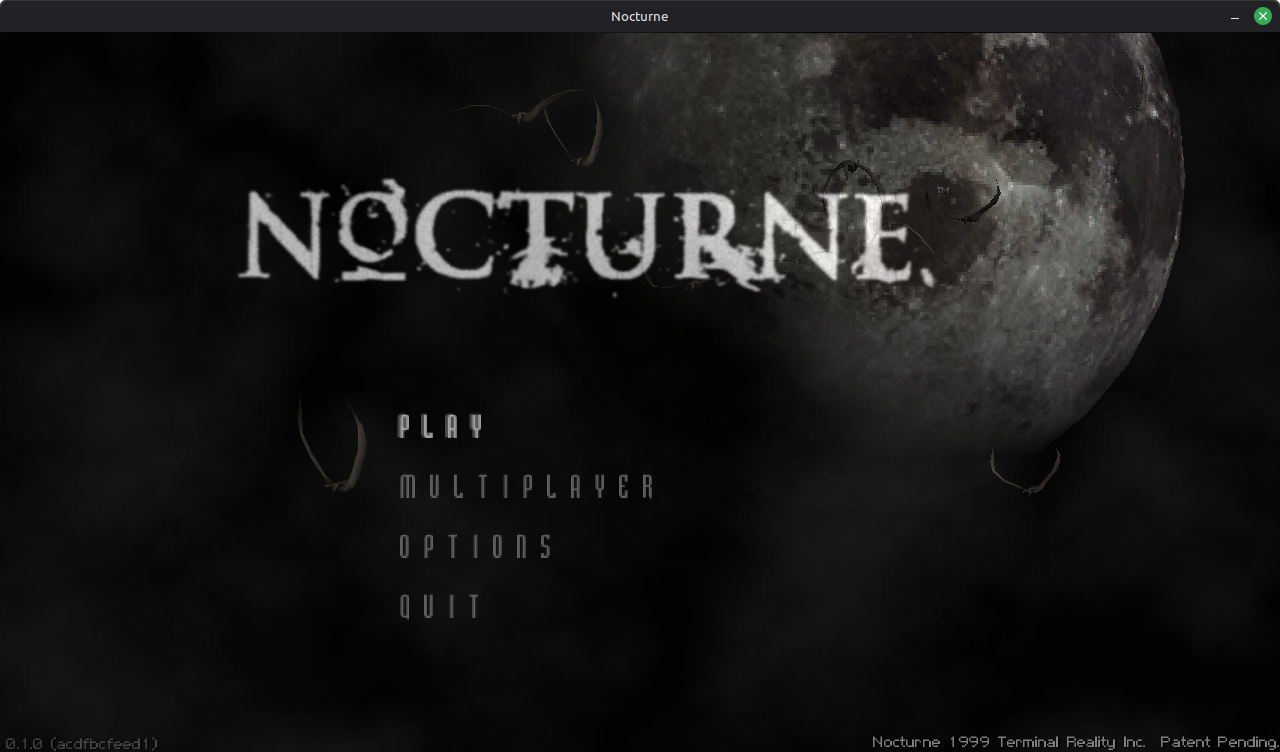 Nocturne
NOCTURNE
TM
PLAY
MULTIPLAYER
OPTIONS
QUIT
0.1.0 (acdfbcfeed1)
Nocturne 1999 Terminal Reality Inc. Patent Pending.